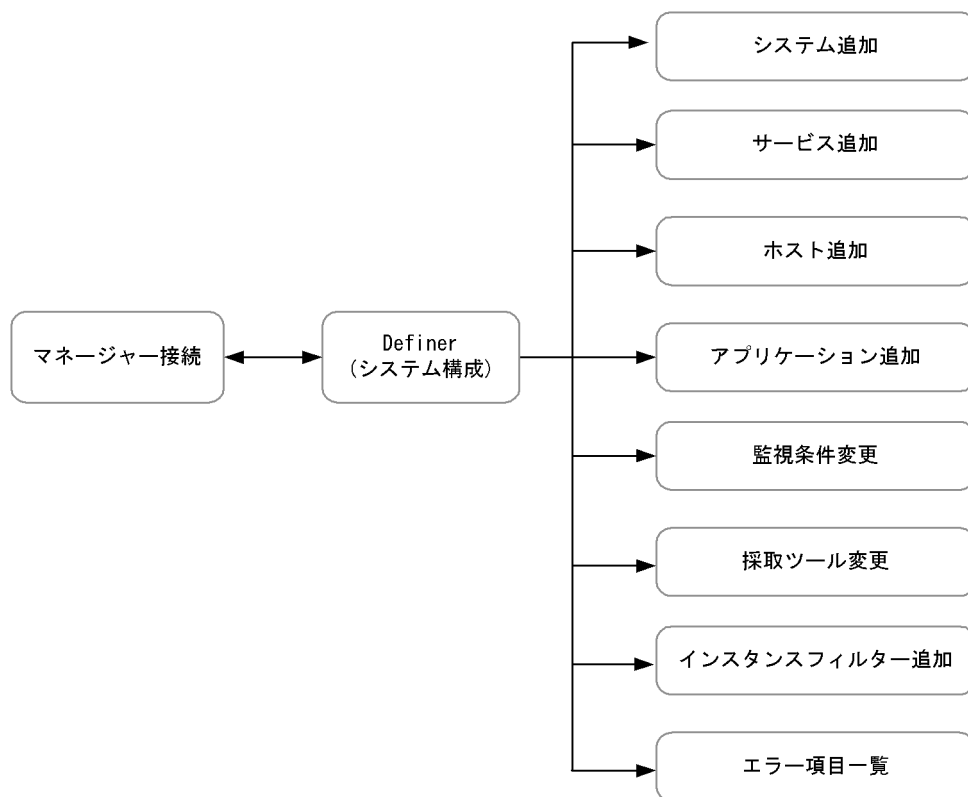 マネージャー接続
Definer
(システム構成)
システム追加
サービス追加
ホスト追加
アプリケーション追加
監視条件変更
採取ツール変更
インスタンスフィルター追加
エラー項目一覧